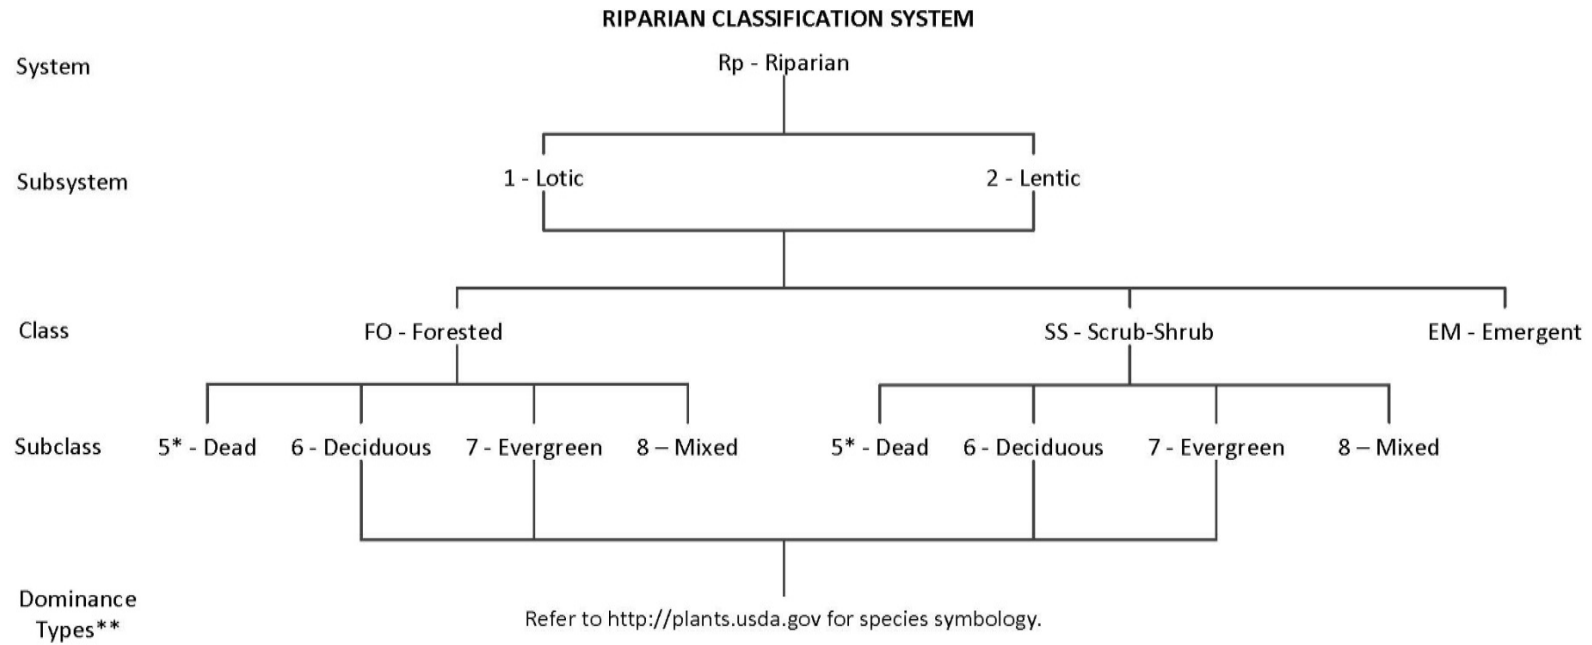 RIPARIAN CLASSIFICATION SYSTEM
System
Rp - Riparian
Subsystem
1 - Lotic
2 - Lentic
Class
FO - Forested
SS - Scrub-Shrub
EM - Emergent
Subclass
5* - Dead
6 - Deciduous
7 - Evergreen
8 – Mixed
5* - Dead
6 - Deciduous
7 - Evergreen
8 – Mixed
Dominance
Types**
Refer to http://plants.usda.gov for species symbology.